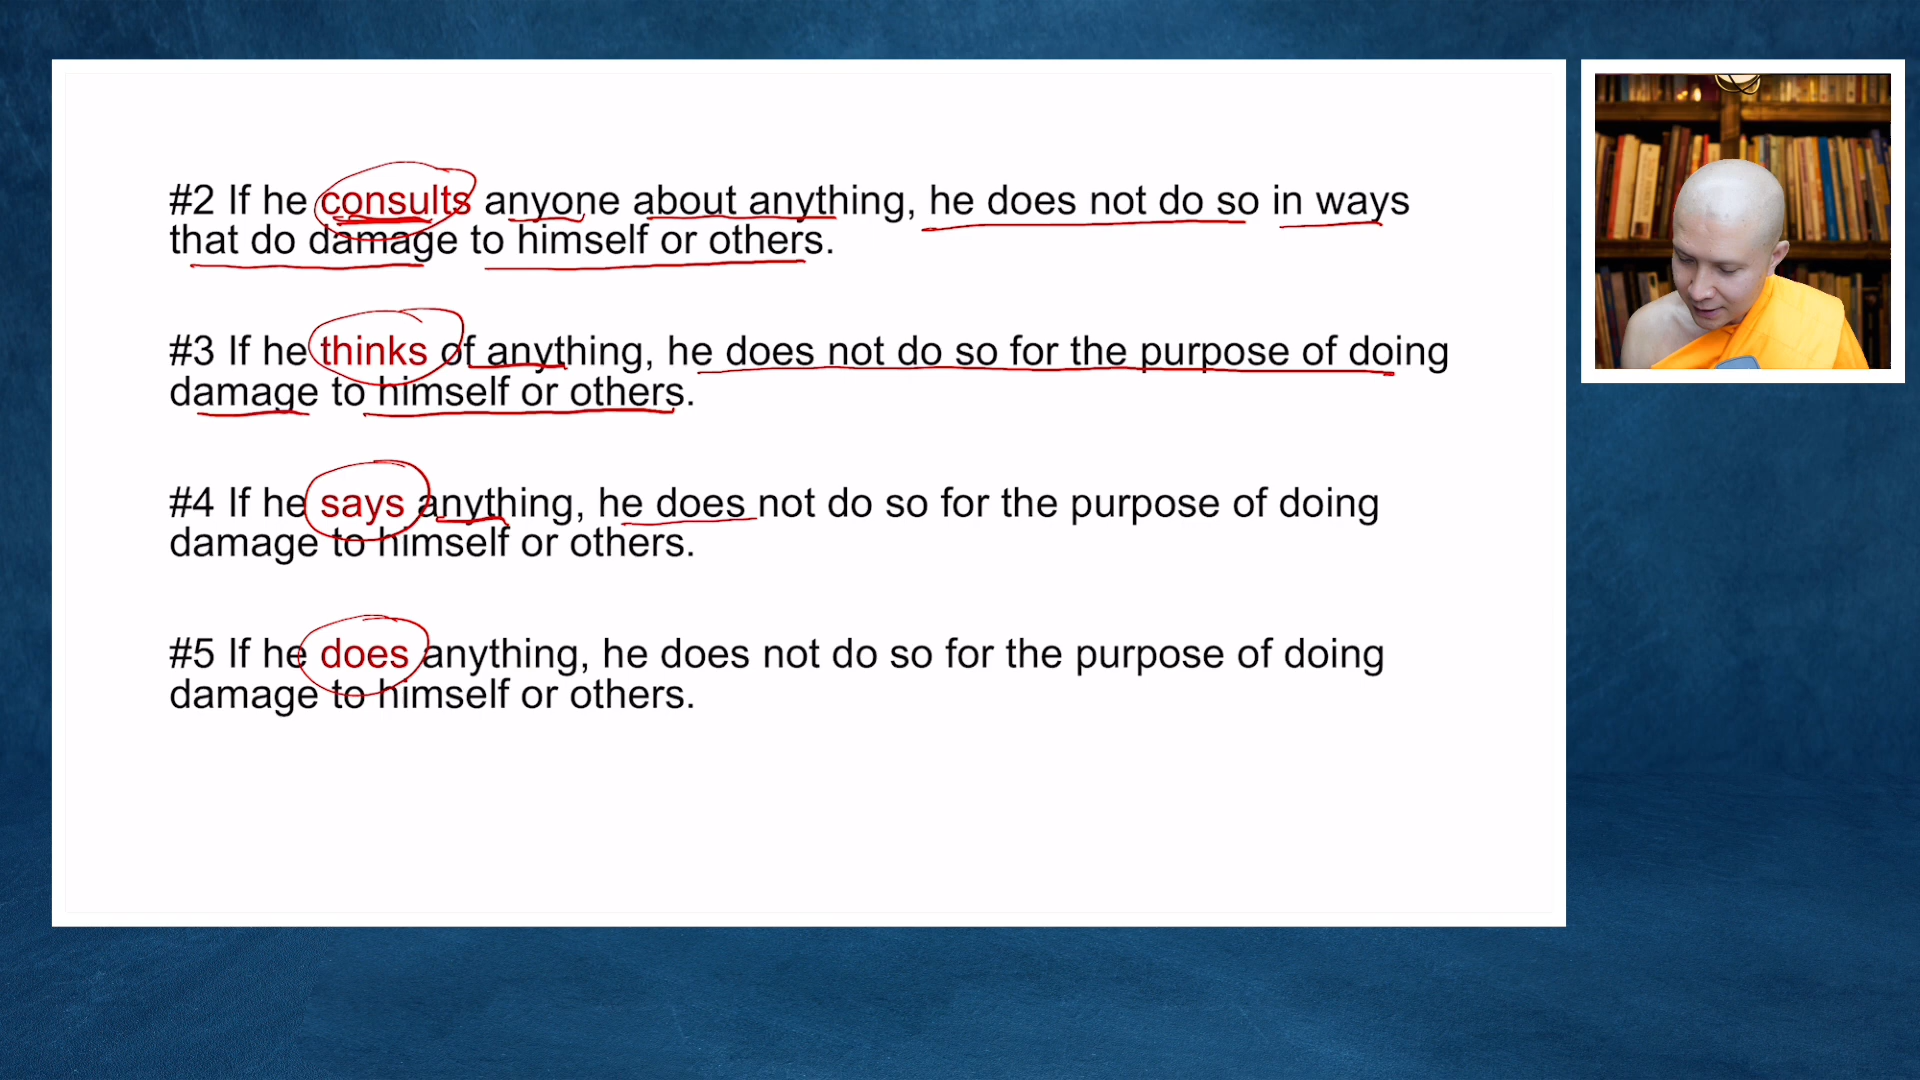 #2 If he consults anyone about anything, he does not do so in ways
that do damage to himself or others.
#3 If he thinks of anything, he does not do so for the purpose of doing
damage to himself or others.
#4 If he says anything, he does not do so for the purpose of doing
damage to himself or others.
#5 If he does anything, he does not do so for the purpose of doing
damage to himself or others.